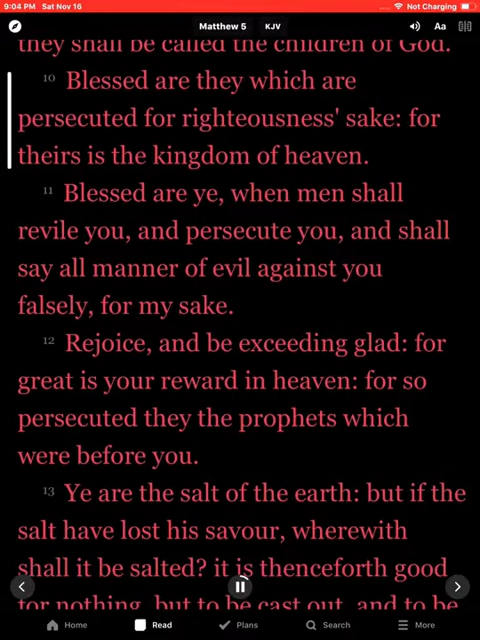 9:04 PM Sat Nov 16 Not Charging
Matthew 5 KJV AA
they shall be called the children of God.
10 Blessed are they which are
persecuted for righteousness' sake: for
theirs is the kingdom of heaven.
11 Blessed are ye, when men shall
revile you, and persecute you, and shall
say all manner of evil against you
falsely, for my sake.
12 Rejoice, and be exceeding glad: for
great is your reward in heaven: for so
persecuted they the prophets which
were before you.
13 Ye are the salt of the earth: but if the
salt have lost his savour, wherewith
shall it be salted? it is thenceforth good
for nothing, but to be cast out, and to be
Home Read Plans Search More